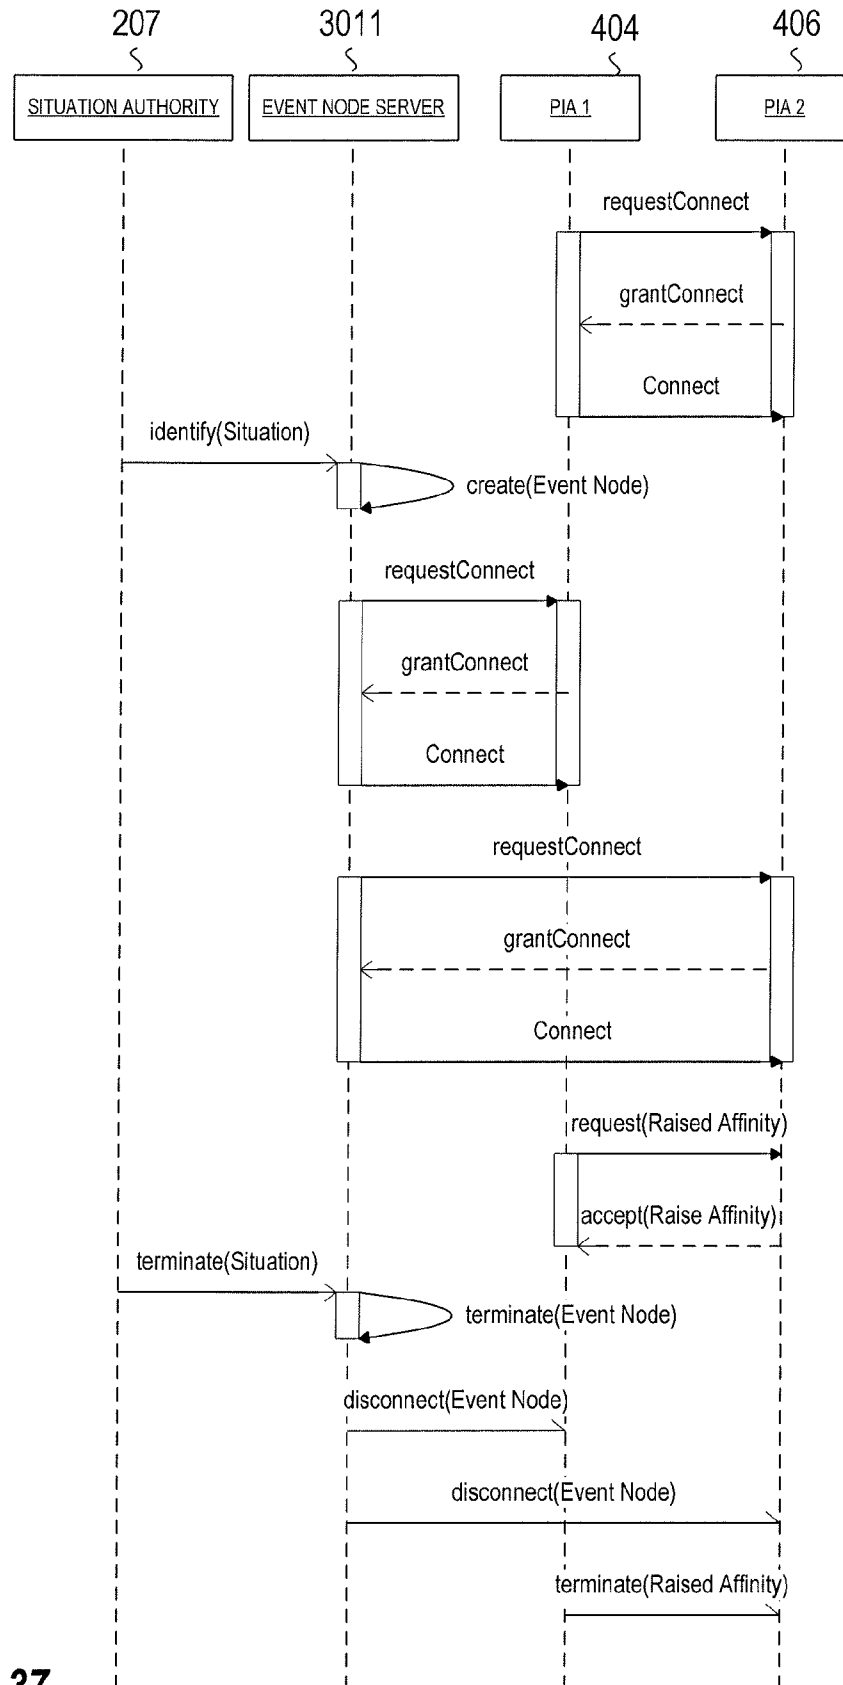 207 3011 404 406
SITUATION AUTHORITY EVENT NODE SERVER PIA 1 PIA 2
requestConnect
grantConnect
Connect
identify(Situation)
create(Event Node)
requestConnect
grantConnect
Connect
requestConnect
grantConnect
Connect
request(Raised Affinity)
accept(Raise Affinity)
terminate(Situation)
terminate(Event Node)
disconnect(Event Node)
disconnect(Event Node)
terminate(Raised Affinity)
37